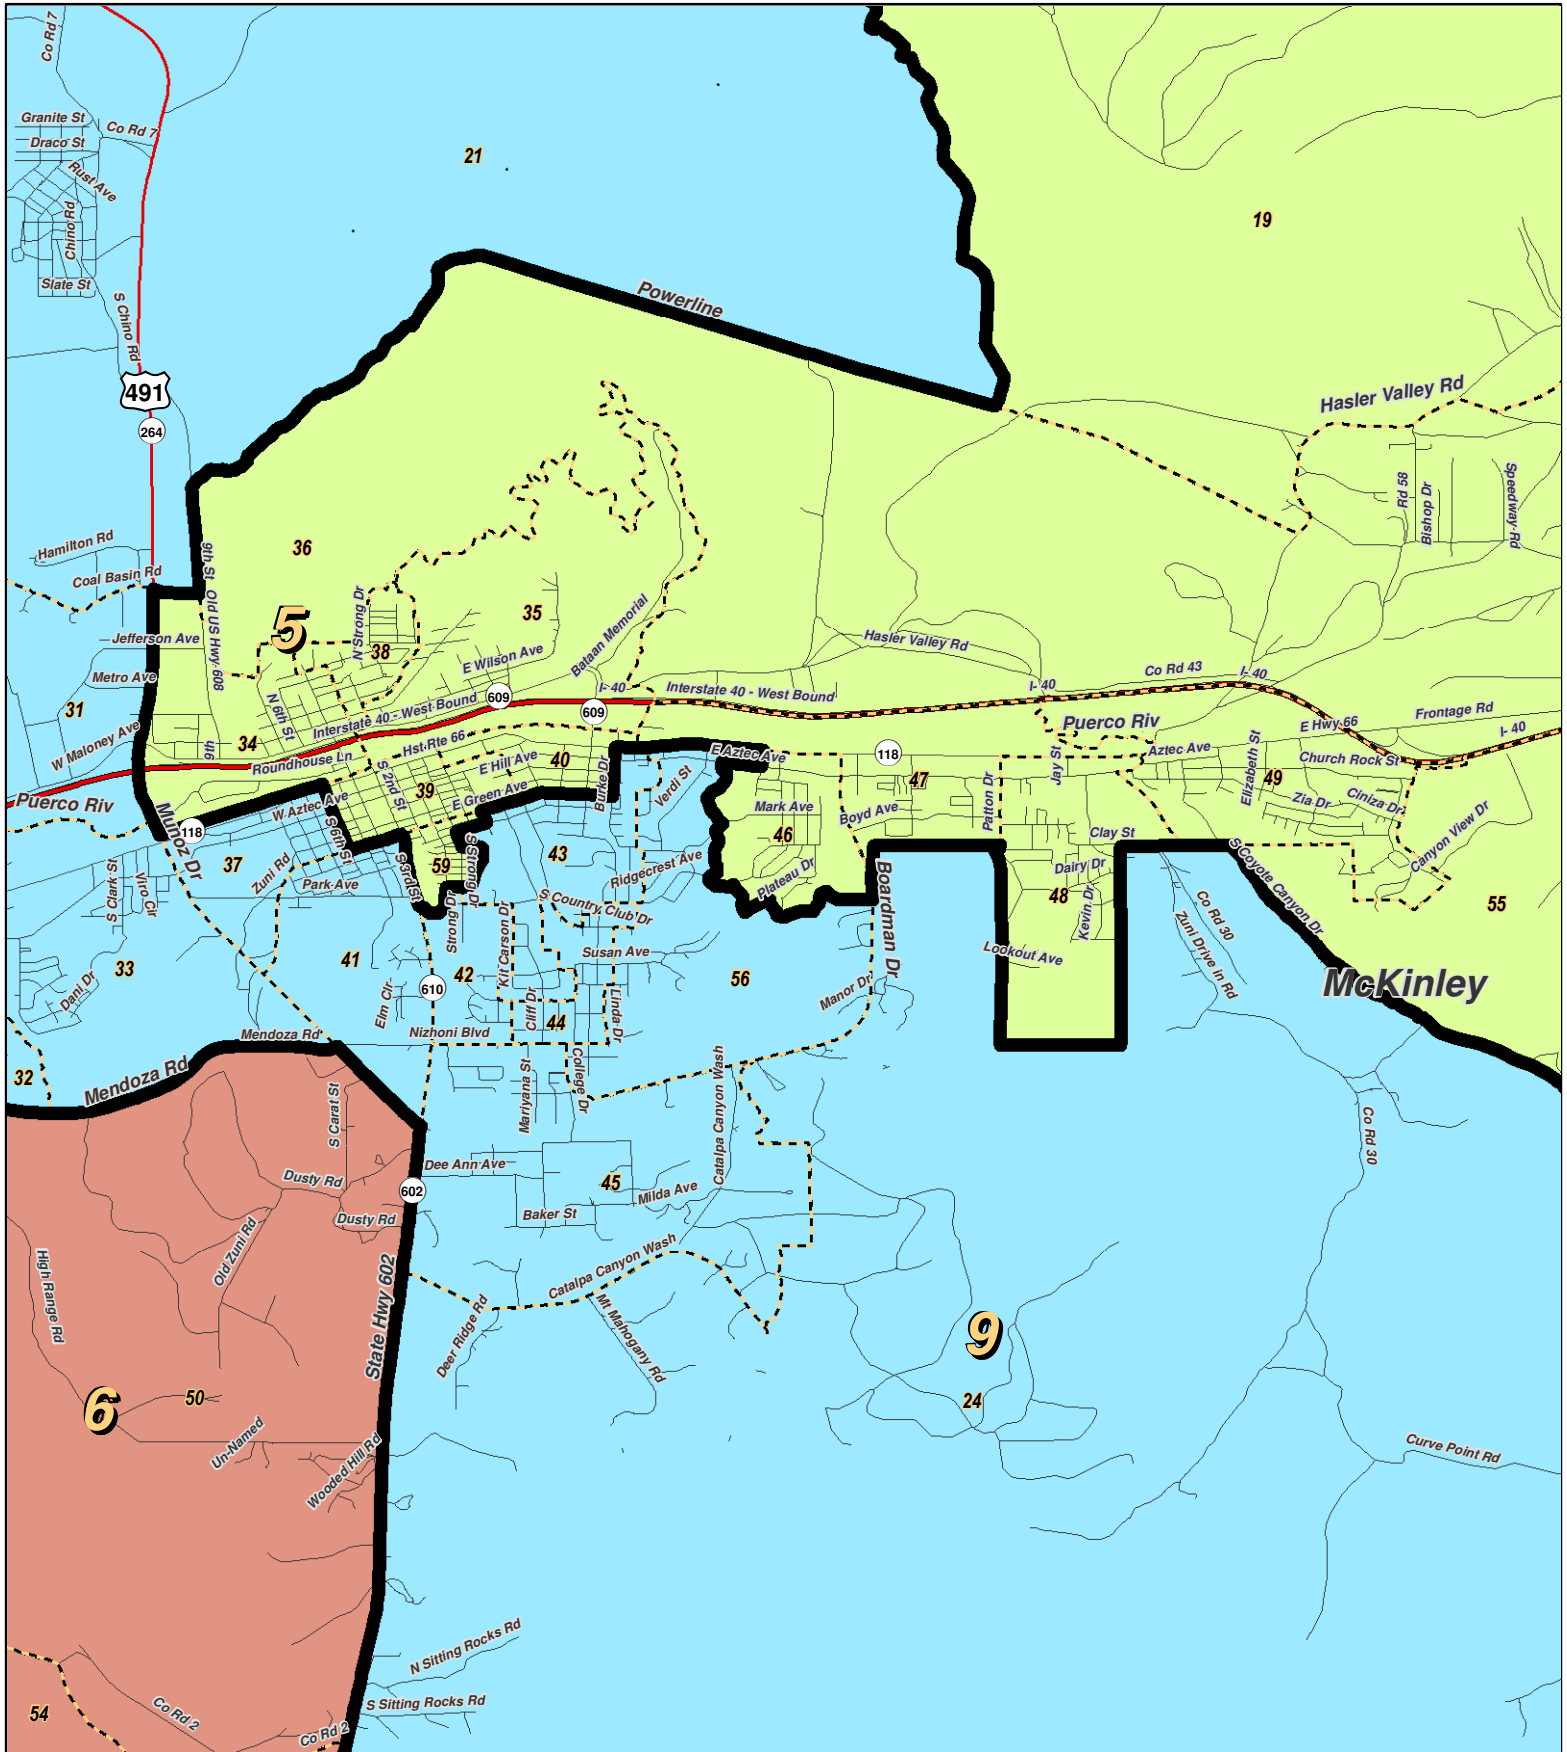 Co Rd 7
Granite St
Co Rd 7
Draco St
21
Rust Ave
19
Chino Rd
Slate St
S Chino Rd
Powerline
491
Hasler Valley Rd
264
Rd 58
Bishop Dr
Speedway Rd
Hamilton Rd
36
9th St Old US Hwy 608
Coal Basin Rd
N Strong Dr
35
5
Bataan Memorial
Jefferson Ave
38
Hasler Valley Rd
E Wilson Ave
Metro Ave
Co Rd 43
I- 40
I- 40
I- 40
Interstate 40 - West Bound
609
31
N 6th St
Interstate 40 - West Bound
609
Puerco Riv
Frontage Rd
E Hwy 66
I- 40
W Maloney Ave
34
9th
Hst Rte 66
Aztec Ave
E Aztec Ave
118
Roundhouse Ln
40
E Hill Ave
Jay St
Elizabeth St
Church Rock St
S 2nd St
39
Burke Dr
Verdi St
47
Patton Dr
49
E Green Ave
Puerco Riv
W Aztec Ave
Mark Ave
Boyd Ave
Zia Dr
Ciniza Dr
Munoz Dr
118
S 6th St
46
Clay St
Canyon View Dr
37
43
S Strong Dr
59
S 3rd St
Zuni Rd
Park Ave
Ridgecrest Ave
Plateau Dr
Dairy Dr
S Coyote Canyon Dr
S Clark St
Viro Cir
Boardman Dr
48
Kevin Dr
55
Strong Dr
Kit Carson Dr
S Country Club Dr
Co Rd 30
Zuni Drive In Rd
33
41
42
Susan Ave
56
Lookout Ave
Dani Dr
610
McKinley
Manor Dr
Elm Cir
Cliff Dr
Linda Dr
44
Nizhoni Blvd
Mendoza Rd
32
Mendoza Rd
Mariyana St
College Dr
Catalpa Canyon Wash
S Carat St
Co Rd 30
Dee Ann Ave
Dusty Rd
602
45
Milda Ave
Dusty Rd
Baker St
Old Zuni Rd
Catalpa Canyon Wash
High Range Rd
State Hwy 602
Deer Ridge Rd
Mt Mahogany Rd
9
50
24
6
Un-Named
Wooded Hill Rd
Curve Point Rd
N Sitting Rocks Rd
54
Co Rd 2
S Sitting Rocks Rd
Co Rd 2